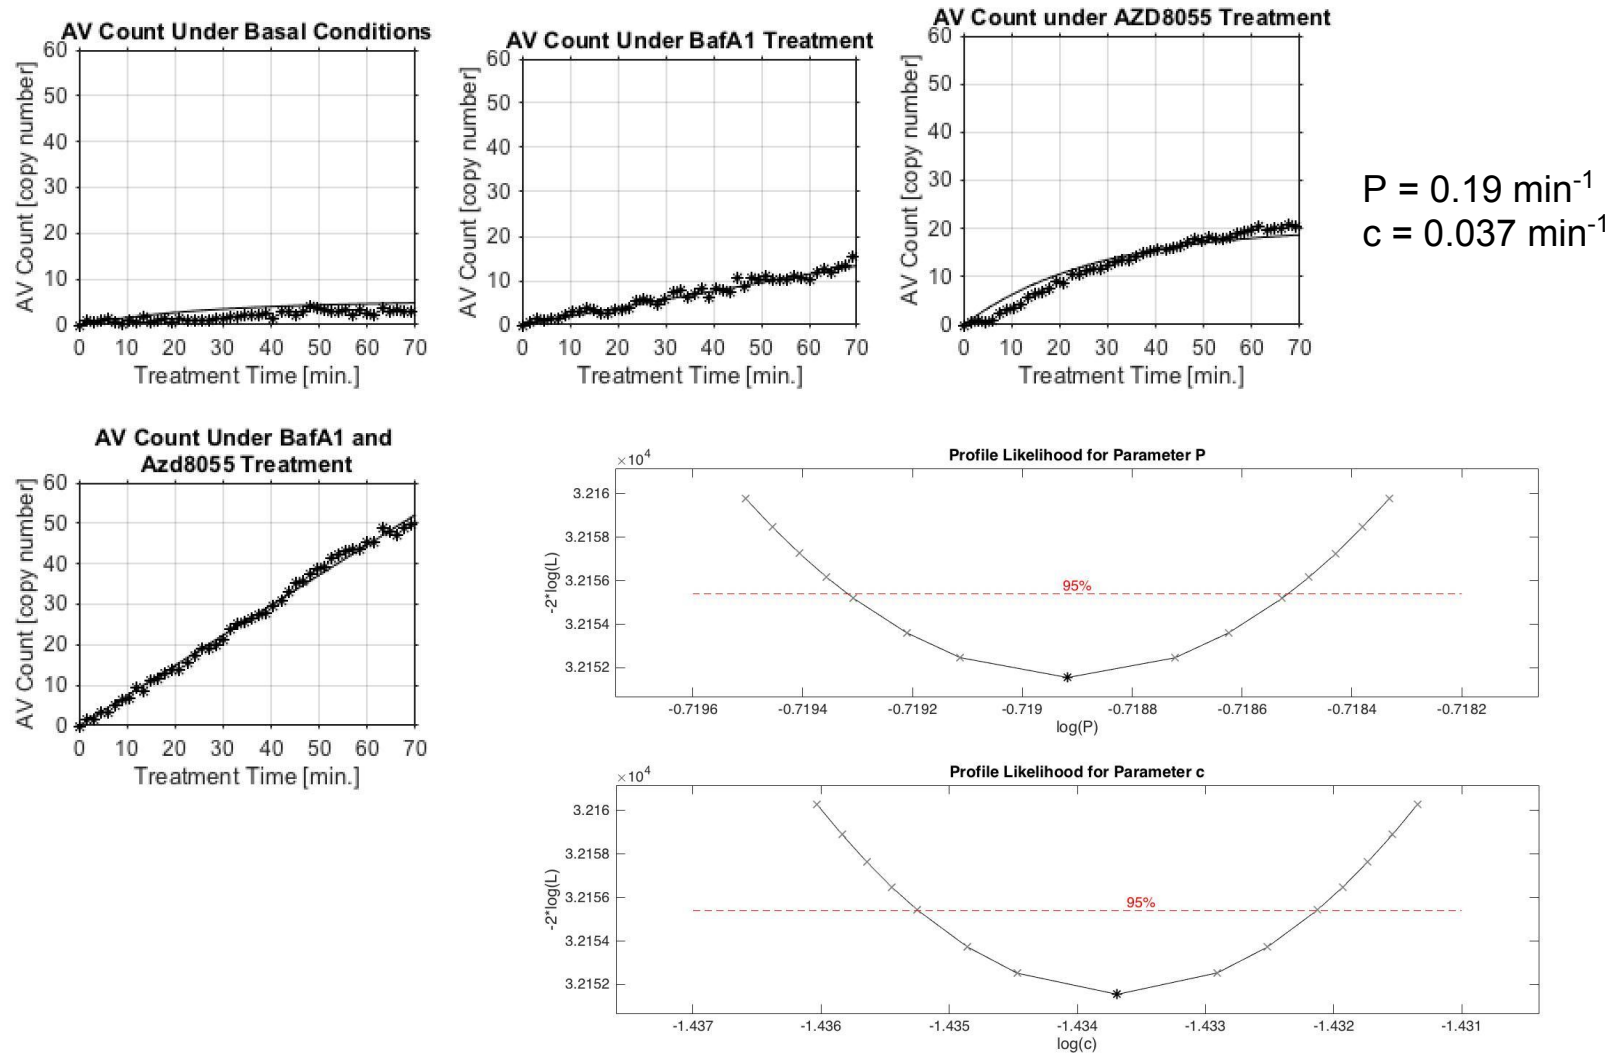 AV Count Under Basal Conditions
AV Count [copy number]
60
50
40
30
20
10
0
0 10 20 30 40 50 60 70
Treatment Time [min.]
AV Count Under BafA1 Treatment
AV Count [copy number]
60
50
40
30
20
10
0
0 10 20 30 40 50 60 70
Treatment Time [min.]
AV Count under AZD8055 Treatment
AV Count [copy number]
60
50
40
30
20
10
0
0 10 20 30 40 50 60 70
Treatment Time [min.]
P = 0.19 min⁻¹
c = 0.037 min⁻¹
AV Count Under BafA1 and
Azd8055 Treatment
AV Count [copy number]
60
50
40
30
20
10
0
0 10 20 30 40 50 60 70
Treatment Time [min.]
Profile Likelihood for Parameter P
×10⁴
-2*log(L)
3.216
3.2158
3.2156
3.2154
3.2152
95%
-0.7196 -0.7194 -0.7192 -0.719 -0.7188 -0.7186 -0.7184 -0.7182
log(P)
Profile Likelihood for Parameter c
×10⁴
-2*log(L)
3.216
3.2158
3.2156
3.2154
3.2152
95%
-1.437 -1.436 -1.435 -1.434 -1.433 -1.432 -1.431
log(c)